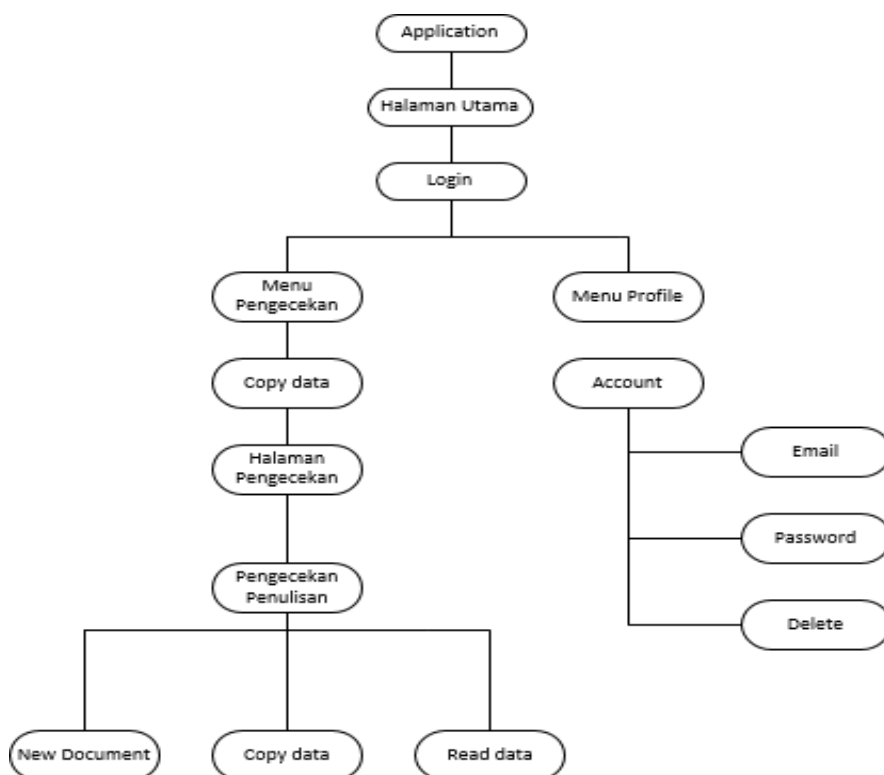 Application
Halaman Utama
Login
Menu
Pengecekan
Menu Profile
Copy data
Account
Halaman
Pengecekan
Email
Password
Pengecekan
Penulisan
Delete
New Document
Copy data
Read data